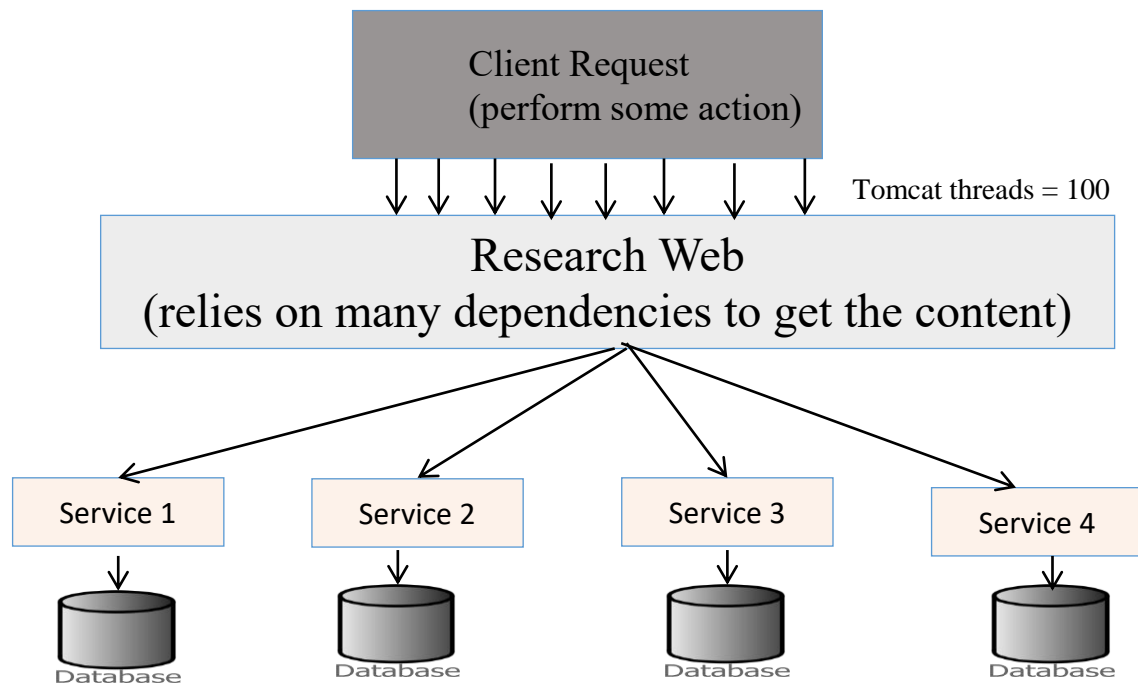 Client Request
(perform some action)
Tomcat threads = 100
Research Web
(relies on many dependencies to get the content)
Service 1
Service 2
Service 3
Service 4
Database
Database
Database
Database